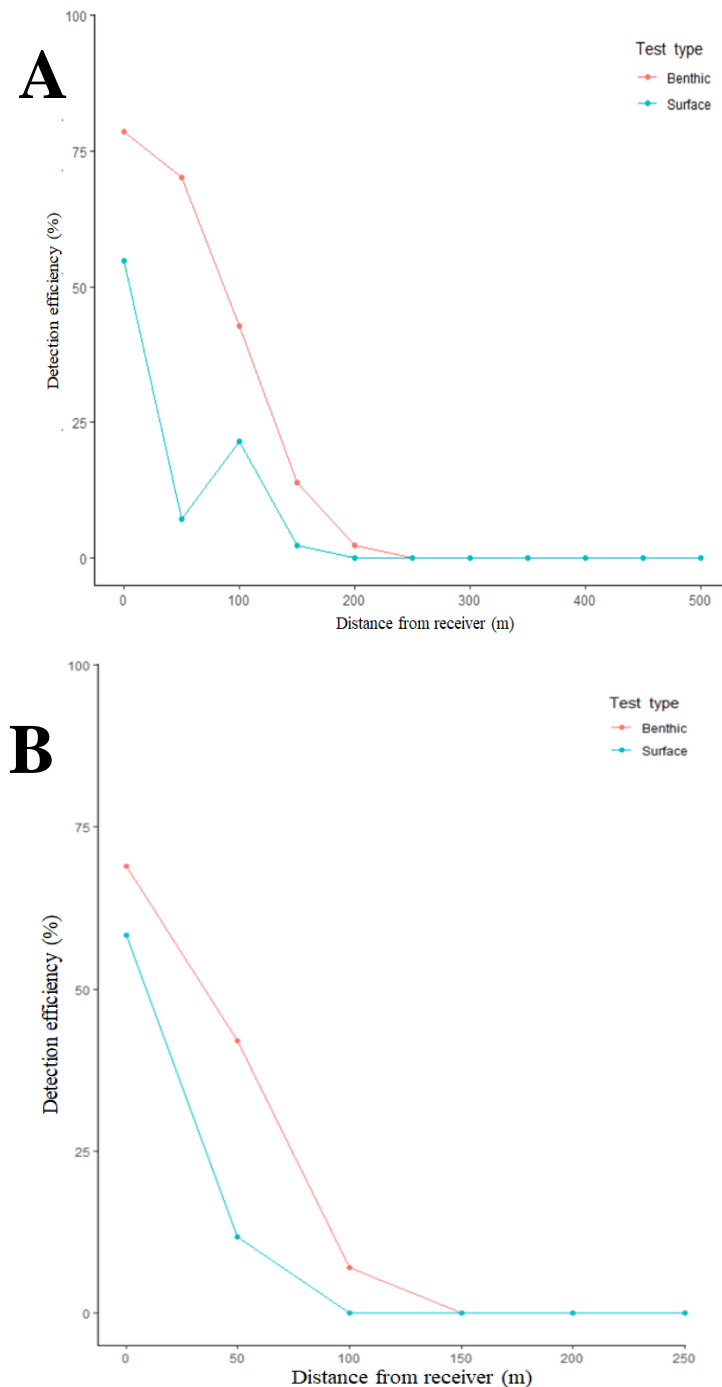 A
100
75
50
25
0
Detection efficiency (%)
Test type
Benthic
Surface
0 100 200 300 400 500
Distance from receiver (m)
B
100
75
50
25
0
Detection efficiency (%)
Test type
Benthic
Surface
0 50 100 150 200 250
Distance from receiver (m)